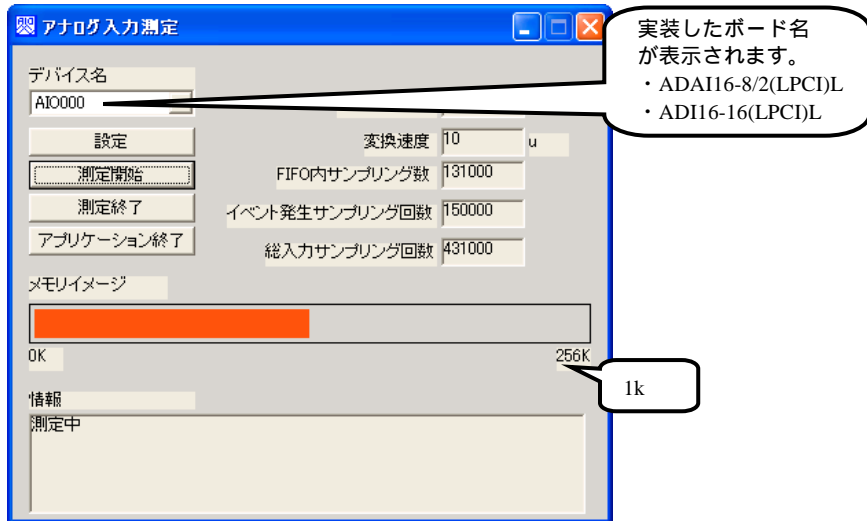 アナログ入力測定
実装したボード名
が表示されます。
・ADAI16-8/2(LPCI)L
・ADI16-16(LPCI)L
デバイス名
AIO000
設定
変換速度 10 u
測定開始
FIFO内サンプリング数 131000
測定終了
イベント発生サンプリング回数 150000
アプリケーション終了
総入力サンプリング回数 431000
メモリイメージ
0K 256K
1k
情報
測定中